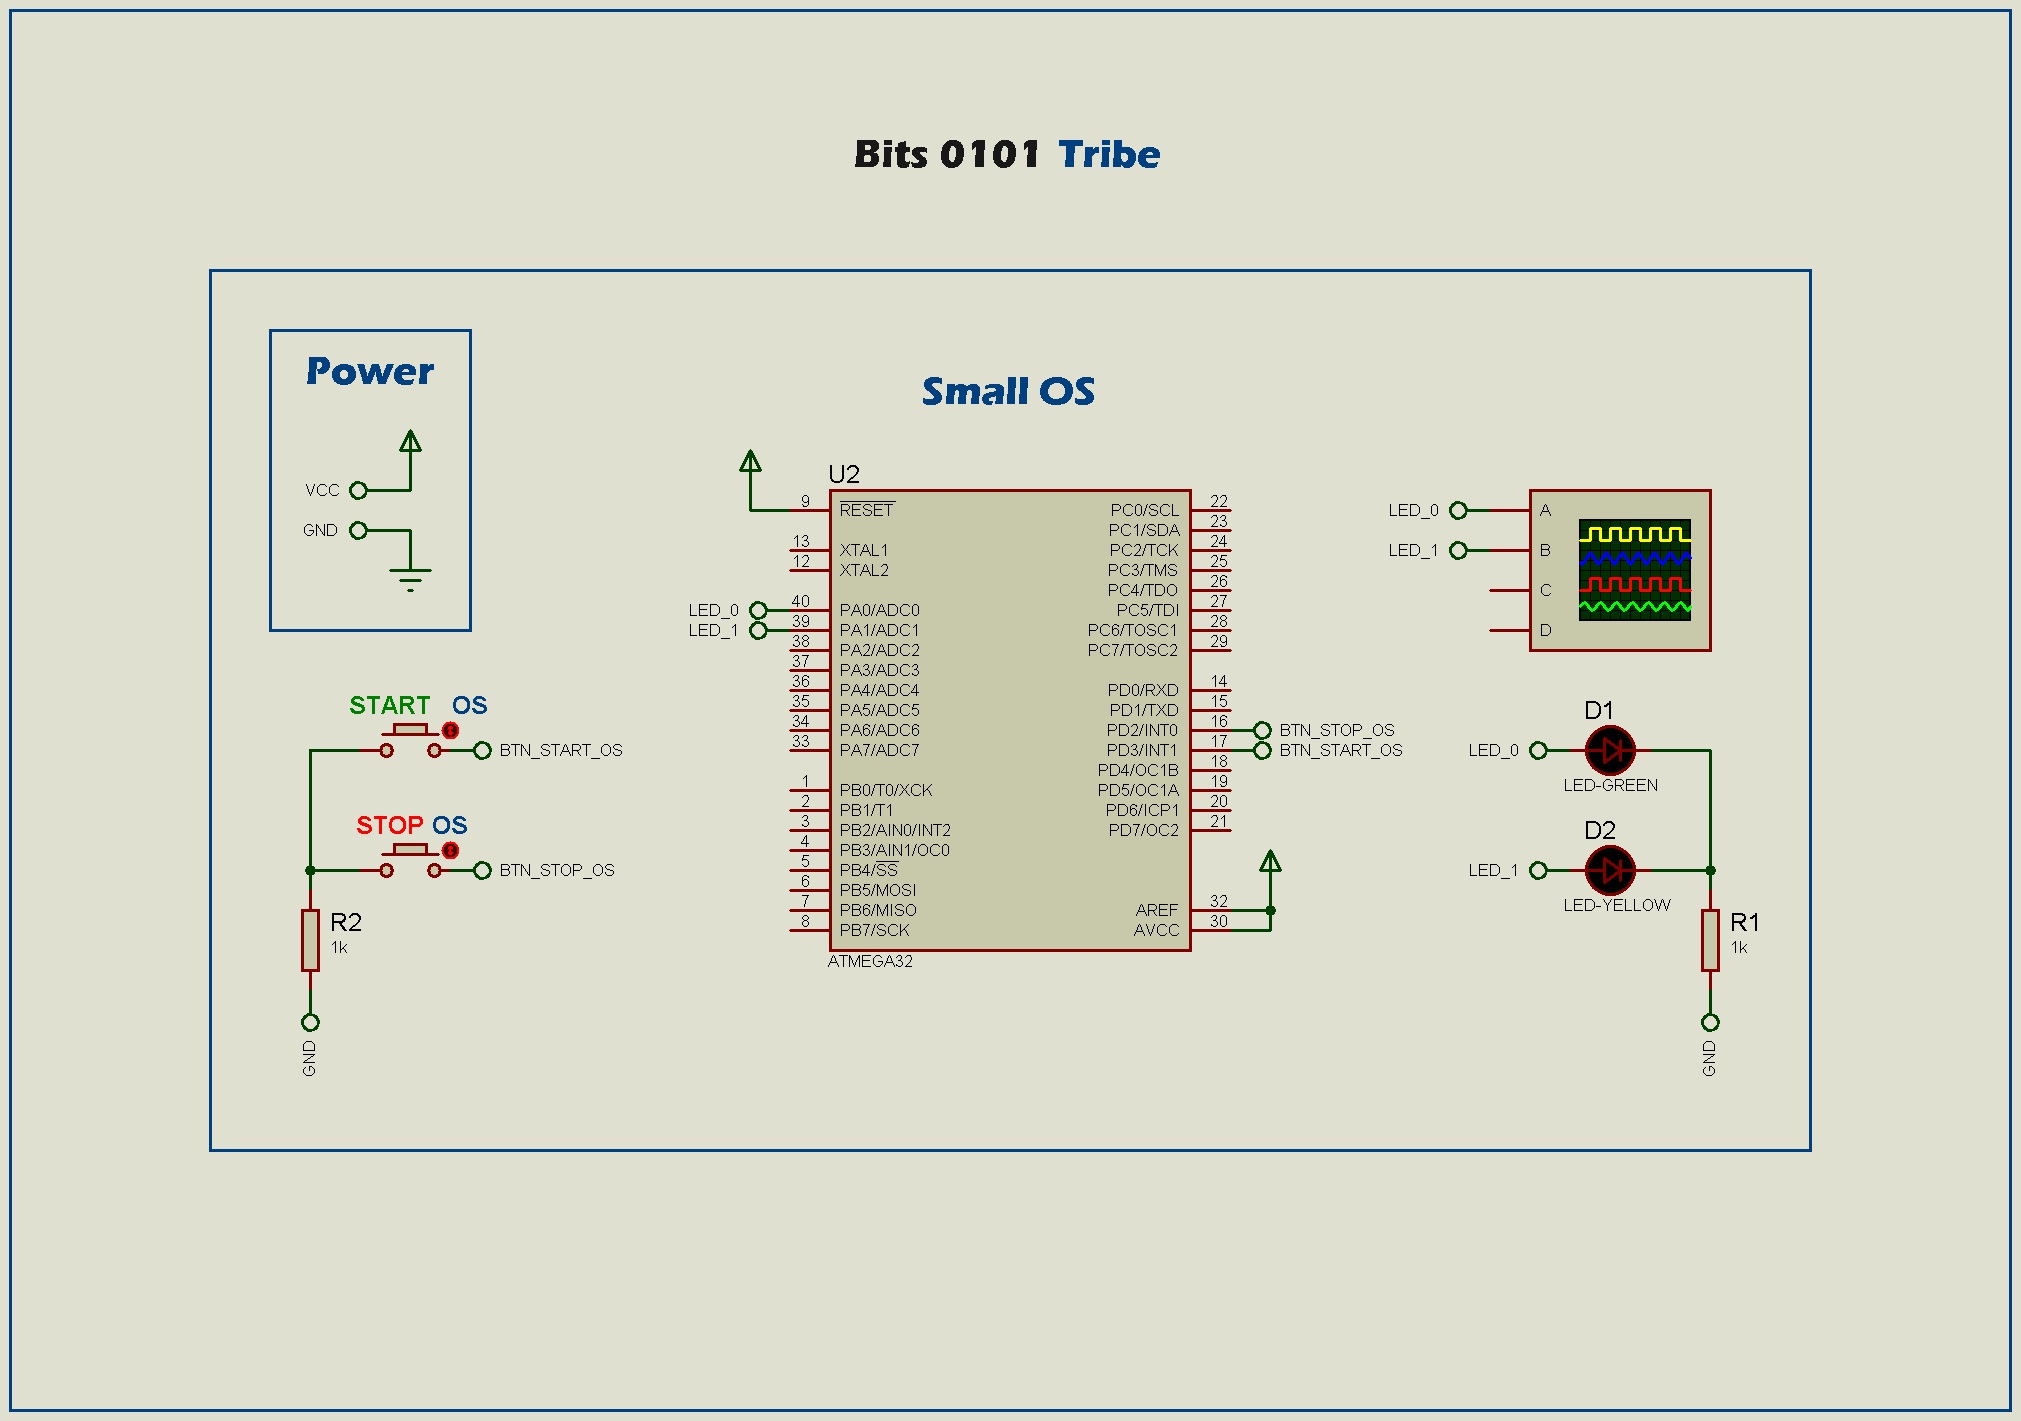 Bits 0101 Tribe
Power
VCC
GND
Small OS
START OS
BTN_START_OS
STOP OS
BTN_STOP_OS
R2
1k
GND
U2
9 RESET
13 XTAL1
12 XTAL2
LED_0 40 PA0/ADC0
LED_1 39 PA1/ADC1
38 PA2/ADC2
37 PA3/ADC3
36 PA4/ADC4
35 PA5/ADC5
34 PA6/ADC6
33 PA7/ADC7
1 PB0/T0/XCK
2 PB1/T1
3 PB2/AIN0/INT2
4 PB3/AIN1/OC0
5 PB4/SS
6 PB5/MOSI
7 PB6/MISO
8 PB7/SCK
PC0/SCL 22
PC1/SDA 23
PC2/TCK 24
PC3/TMS 25
PC4/TDO 26
PC5/TDI 27
PC6/TOSC1 28
PC7/TOSC2 29
PD0/RXD 14
PD1/TXD 15
PD2/INT0 16 BTN_STOP_OS
PD3/INT1 17 BTN_START_OS
PD4/OC1B 18
PD5/OC1A 19
PD6/ICP1 20
PD7/OC2 21
AREF 32
AVCC 30
ATMEGA32
LED_0 A
LED_1 B
C
D
D1
LED_0
LED-GREEN
D2
LED_1
LED-YELLOW
R1
1k
GND